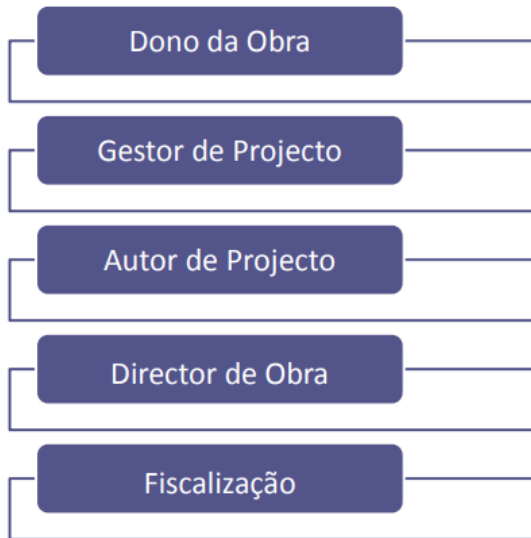 Dono da Obra
Gestor de Projecto
Autor de Projecto
Director de Obra
Fiscalização